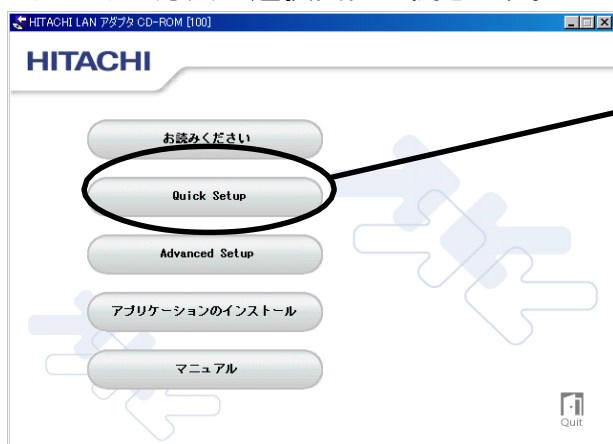 HITACHI LAN アダプタ CD-ROM [100]
HITACHI
お読みください
Quick Setup
Advanced Setup
アプリケーションのインストール
マニュアル
Quit